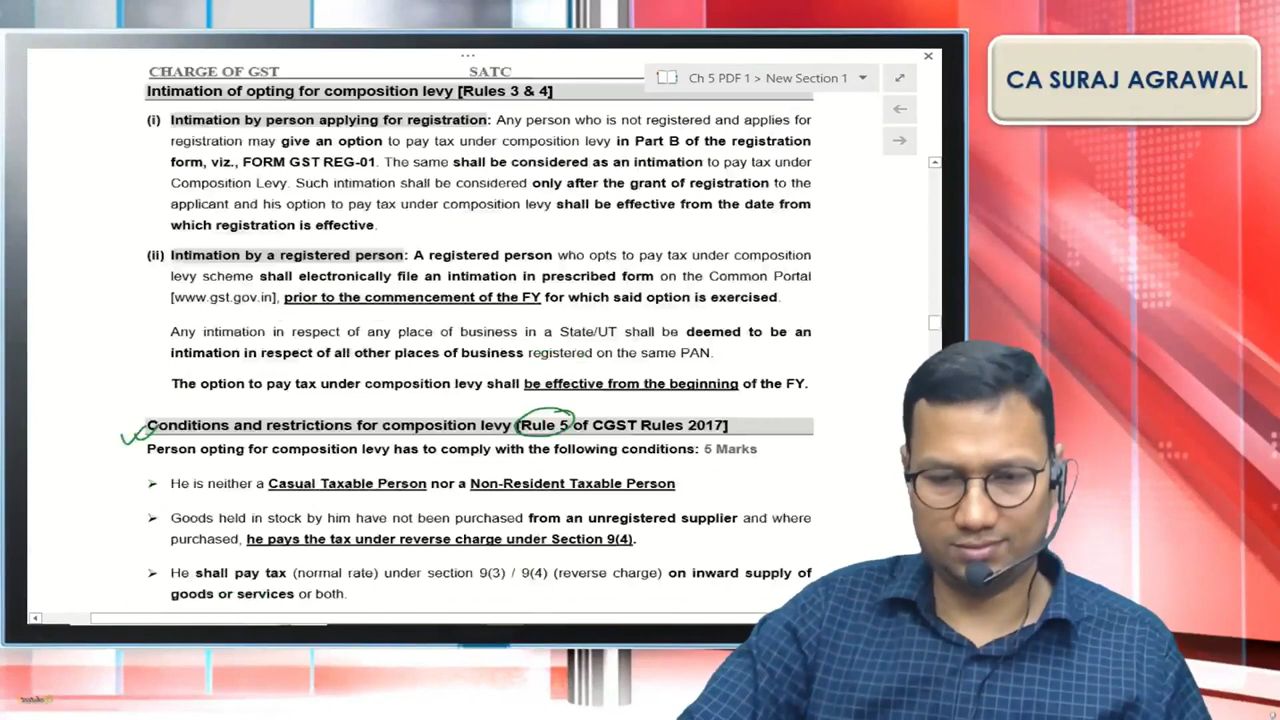 CHARGE OF GST SATC
Ch 5 PDF 1 > New Section 1
CA SURAJ AGRAWAL
Intimation of opting for composition levy [Rules 3 & 4]
(i) Intimation by person applying for registration: Any person who is not registered and applies for
registration may give an option to pay tax under composition levy in Part B of the registration
form, viz., FORM GST REG-01. The same shall be considered as an intimation to pay tax under
Composition Levy. Such intimation shall be considered only after the grant of registration to the
applicant and his option to pay tax under composition levy shall be effective from the date from
which registration is effective.
(ii) Intimation by a registered person: A registered person who opts to pay tax under composition
levy scheme shall electronically file an intimation in prescribed form on the Common Portal
[www.gst.gov.in], prior to the commencement of the FY for which said option is exercised.
Any intimation in respect of any place of business in a State/UT shall be deemed to be an
intimation in respect of all other places of business registered on the same PAN.
The option to pay tax under composition levy shall be effective from the beginning of the FY.
Conditions and restrictions for composition levy [Rule 5 of CGST Rules 2017]
Person opting for composition levy has to comply with the following conditions: 5 Marks
He is neither a Casual Taxable Person nor a Non-Resident Taxable Person
Goods held in stock by him have not been purchased from an unregistered supplier and where
purchased, he pays the tax under reverse charge under Section 9(4).
He shall pay tax (normal rate) under section 9(3) / 9(4) (reverse charge) on inward supply of
goods or services or both.